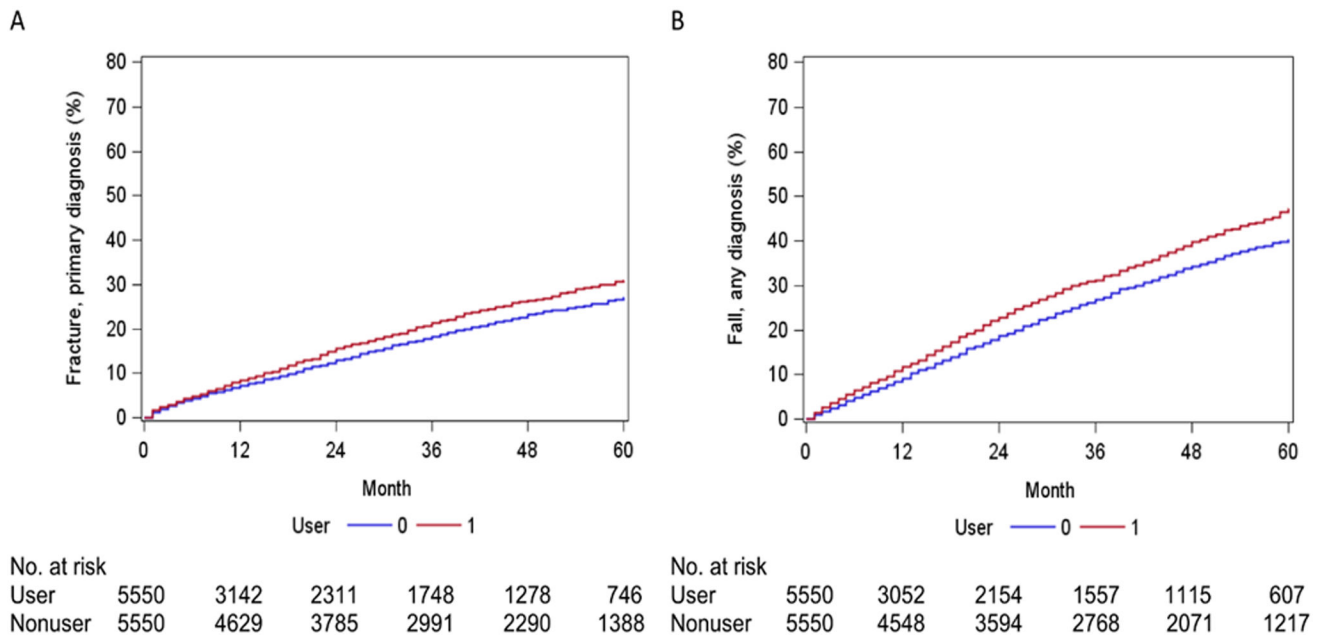 A
80
70
60
50
40
30
20
10
0
Fracture, primary diagnosis (%)
0 12 24 36 48 60
Month
User 0 1
No. at risk
User 5550 3142 2311 1748 1278 746
Nonuser 5550 4629 3785 2991 2290 1388
B
80
70
60
50
40
30
20
10
0
Fall, any diagnosis (%)
0 12 24 36 48 60
Month
User 0 1
No. at risk
User 5550 3052 2154 1557 1115 607
Nonuser 5550 4548 3594 2768 2071 1217